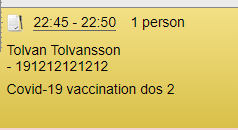 22:45 - 22:50 1 person
Tolvan Tolvansson
- 191212121212
Covid-19 vaccination dos 2